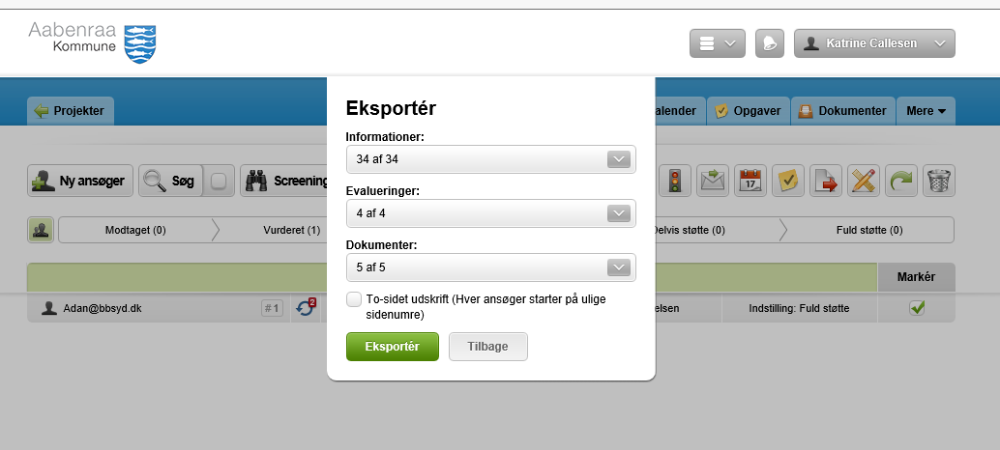 Aabenraa
Kommune
Katrine Callesen
Projekter
alender
Opgaver
Dokumenter
Mere
Eksportér
Informationer:
34 af 34
Evalueringer:
4 af 4
Dokumenter:
5 af 5
To-sidet udskrift (Hver ansøger starter på ulige
sidenumre)
Eksportér
Tilbage
Ny ansøger
Søg
Screening
17
Modtaget (0)
Vurderet (1)
Delvis støtte (0)
Fuld støtte (0)
Markér
Adan@bbsyd.dk
#1
2
elsen
Indstilling: Fuld støtte